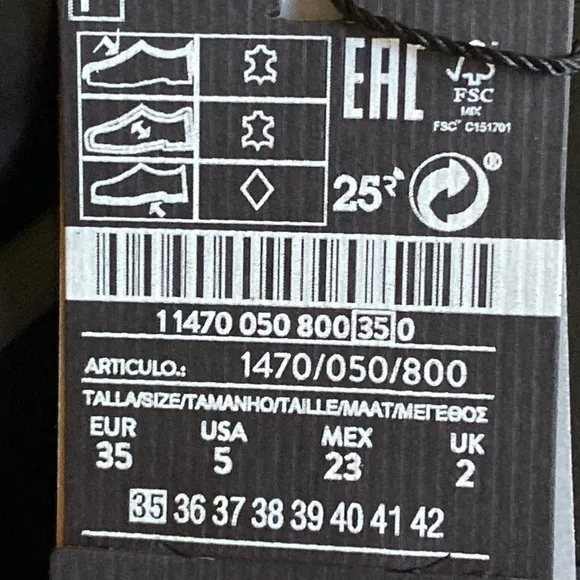 EAC
FSC
MIX
FSC™ C151701
25
®
11470 050 800 35 0
ARTICULO.: 1470/050/800
TALLA/SIZE/TAMANHO/TAILLE/MAAT/ΜΕΓΕΘΟΣ
EUR USA MEX UK
35 5 23 2
35 36 37 38 39 40 41 42